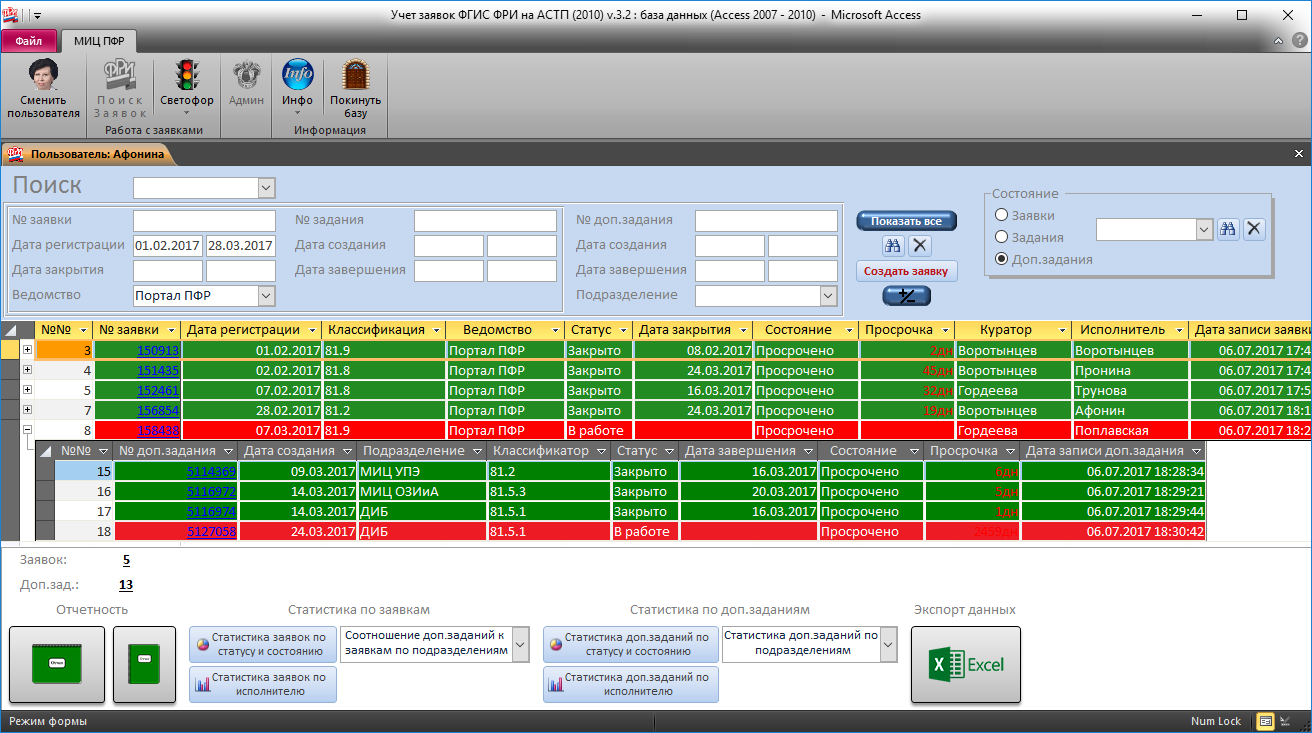 Учет заявок ФГИС ФРИ на АСТП (2010) v.3.2 : база данных (Access 2007 - 2010) - Microsoft Access
Файл
МИЦ ПФР
Сменить пользователя
Поиск Заявок
Светофор
Админ
Инфо
Покинуть базу
Работа с заявками
Информация
Пользователь: Афонина
Поиск
№ заявки
№ задания
№ доп.задания
Дата регистрации 01.02.2017 28.03.2017
Дата создания
Дата создания
Дата закрытия
Дата завершения
Дата завершения
Ведомство Портал ПФР
Подразделение
Показать все
Создать заявку
+/-
Состояние
Заявки
Задания
Доп.задания
№№ № заявки Дата регистрации Классификация Ведомство Статус Дата закрытия Состояние Просрочка Куратор Исполнитель Дата записи заявки
3 150913 01.02.2017 81.9 Портал ПФР Закрыто 08.02.2017 Просрочено 2дн Воротынцев Воротынцев 06.07.2017 17:4
4 151435 02.02.2017 81.8 Портал ПФР Закрыто 24.03.2017 Просрочено 45дн Воротынцев Пронина 06.07.2017 17:4
5 152461 07.02.2017 81.8 Портал ПФР Закрыто 16.03.2017 Просрочено 32дн Гордеева Трунова 06.07.2017 17:5
7 156854 28.02.2017 81.2 Портал ПФР Закрыто 24.03.2017 Просрочено 19дн Воротынцев Афонин 06.07.2017 18:1
8 158438 07.03.2017 81.9 Портал ПФР В работе Просрочено Гордеева Поплавская 06.07.2017 18:2
№№ № доп.задания Дата создания Подразделение Классификатор Статус Дата завершения Состояние Просрочка Дата записи доп.задания
15 5114369 09.03.2017 МИЦ УПЭ 81.2 Закрыто 16.03.2017 Просрочено 6дн 06.07.2017 18:28:34
16 5116972 14.03.2017 МИЦ ОЗИиА 81.5.3 Закрыто 20.03.2017 Просрочено 5дн 06.07.2017 18:29:21
17 5116974 14.03.2017 ДИБ 81.5.1 Закрыто 16.03.2017 Просрочено 1дн 06.07.2017 18:29:44
18 5127058 24.03.2017 ДИБ 81.5.1 В работе Просрочено 2459дн 06.07.2017 18:30:42
Заявок: 5
Доп.зад.: 13
Отчетность
Статистика по заявкам
Статистика по доп.заданиям
Экспорт данных
Статистика заявок по статусу и состоянию
Соотношение доп.заданий к заявкам по подразделениям
Статистика доп.заданий по статусу и состоянию
Статистика доп.заданий по подразделениям
Excel
Статистика заявок по исполнителю
Статистика доп.заданий по исполнителю
Режим формы
Num Lock